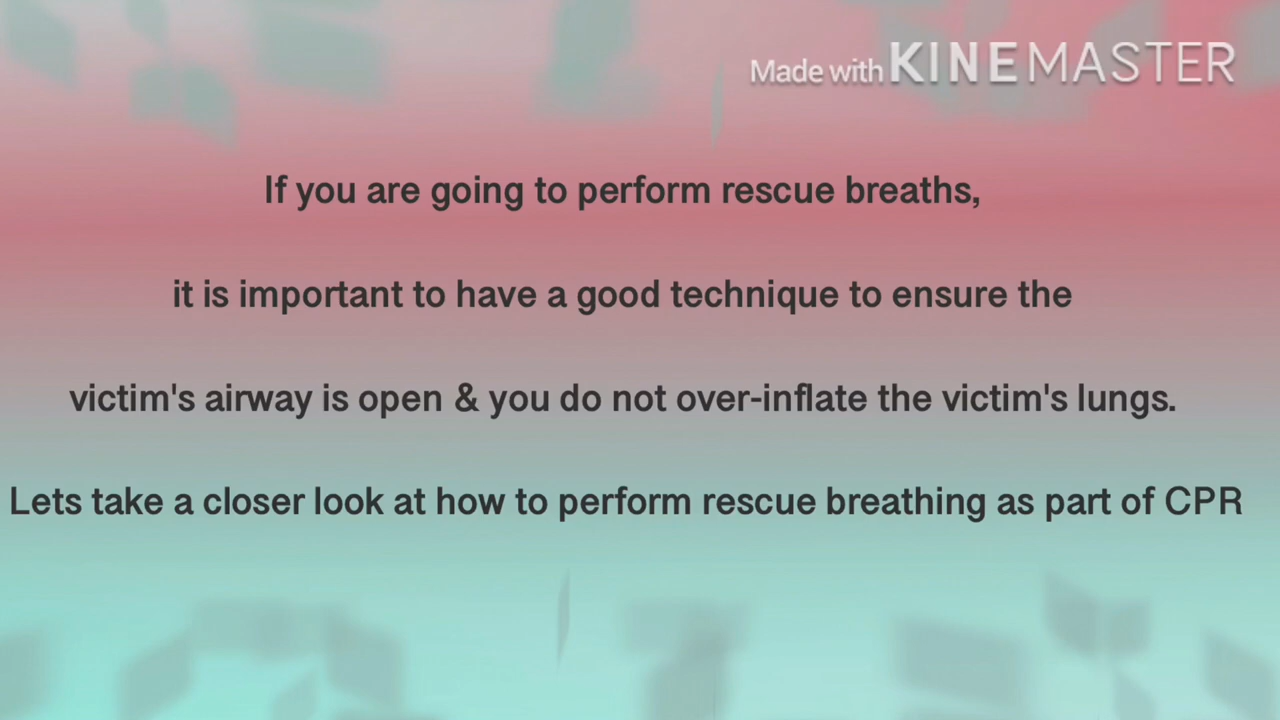 Made with KINEMASTER
If you are going to perform rescue breaths,
it is important to have a good technique to ensure the
victim's airway is open & you do not over-inflate the victim's lungs.
Lets take a closer look at how to perform rescue breathing as part of CPR